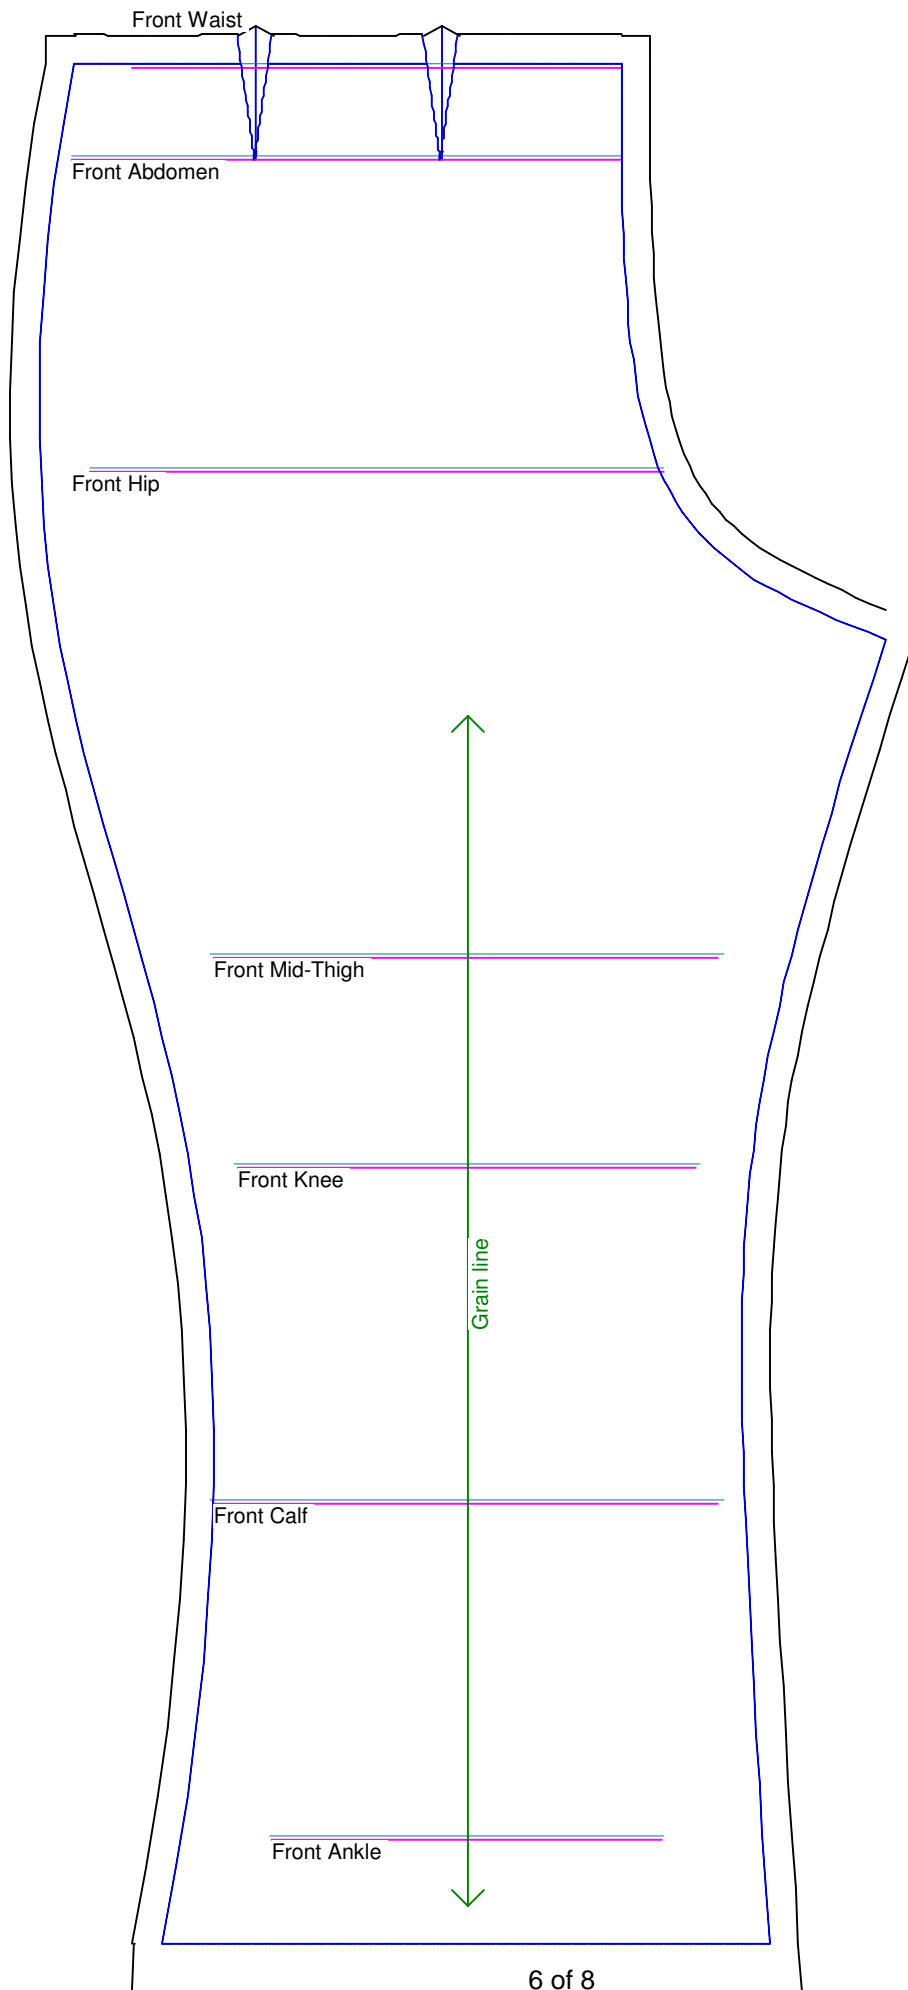 Front Waist
Front Abdomen
Front Hip
Front Mid-Thigh
Front Knee
Grain line
Front Calf
Front Ankle
6 of 8